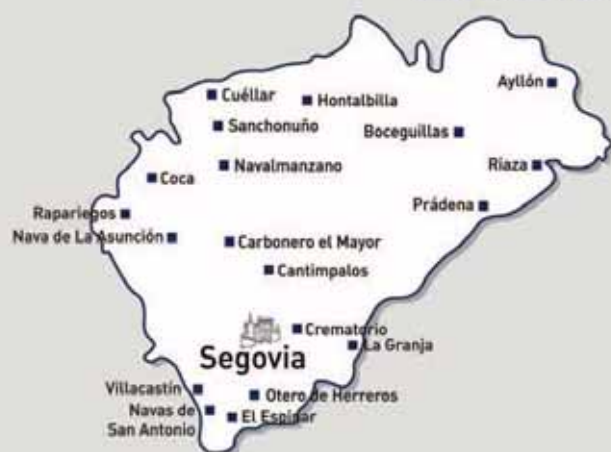 Cuéllar
Hontalbilla
Ayllón
Sanchonuño
Boceguillas
Navalmanzano
Riaza
Coca
Rapariegos
Prádena
Nava de La Asunción
Carbonero el Mayor
Cantimpalos
Crematorio
La Granja
Segovia
Villacastín
Otero de Herreros
Navas de
San Antonio
El Espinar